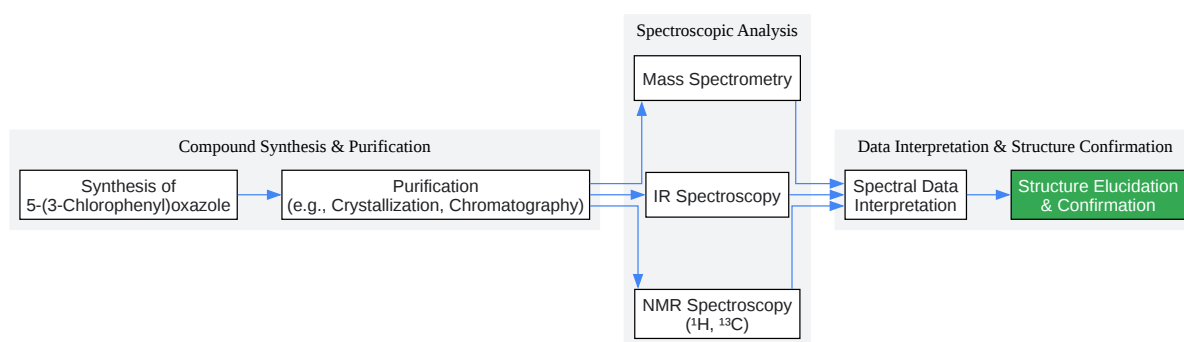 Compound Synthesis & Purification
Synthesis of
5-(3-Chlorophenyl)oxazole
Purification
(e.g., Crystallization, Chromatography)
Spectroscopic Analysis
Mass Spectrometry
IR Spectroscopy
NMR Spectroscopy
(¹H, ¹³C)
Data Interpretation & Structure Confirmation
Spectral Data
Interpretation
Structure Elucidation
& Confirmation